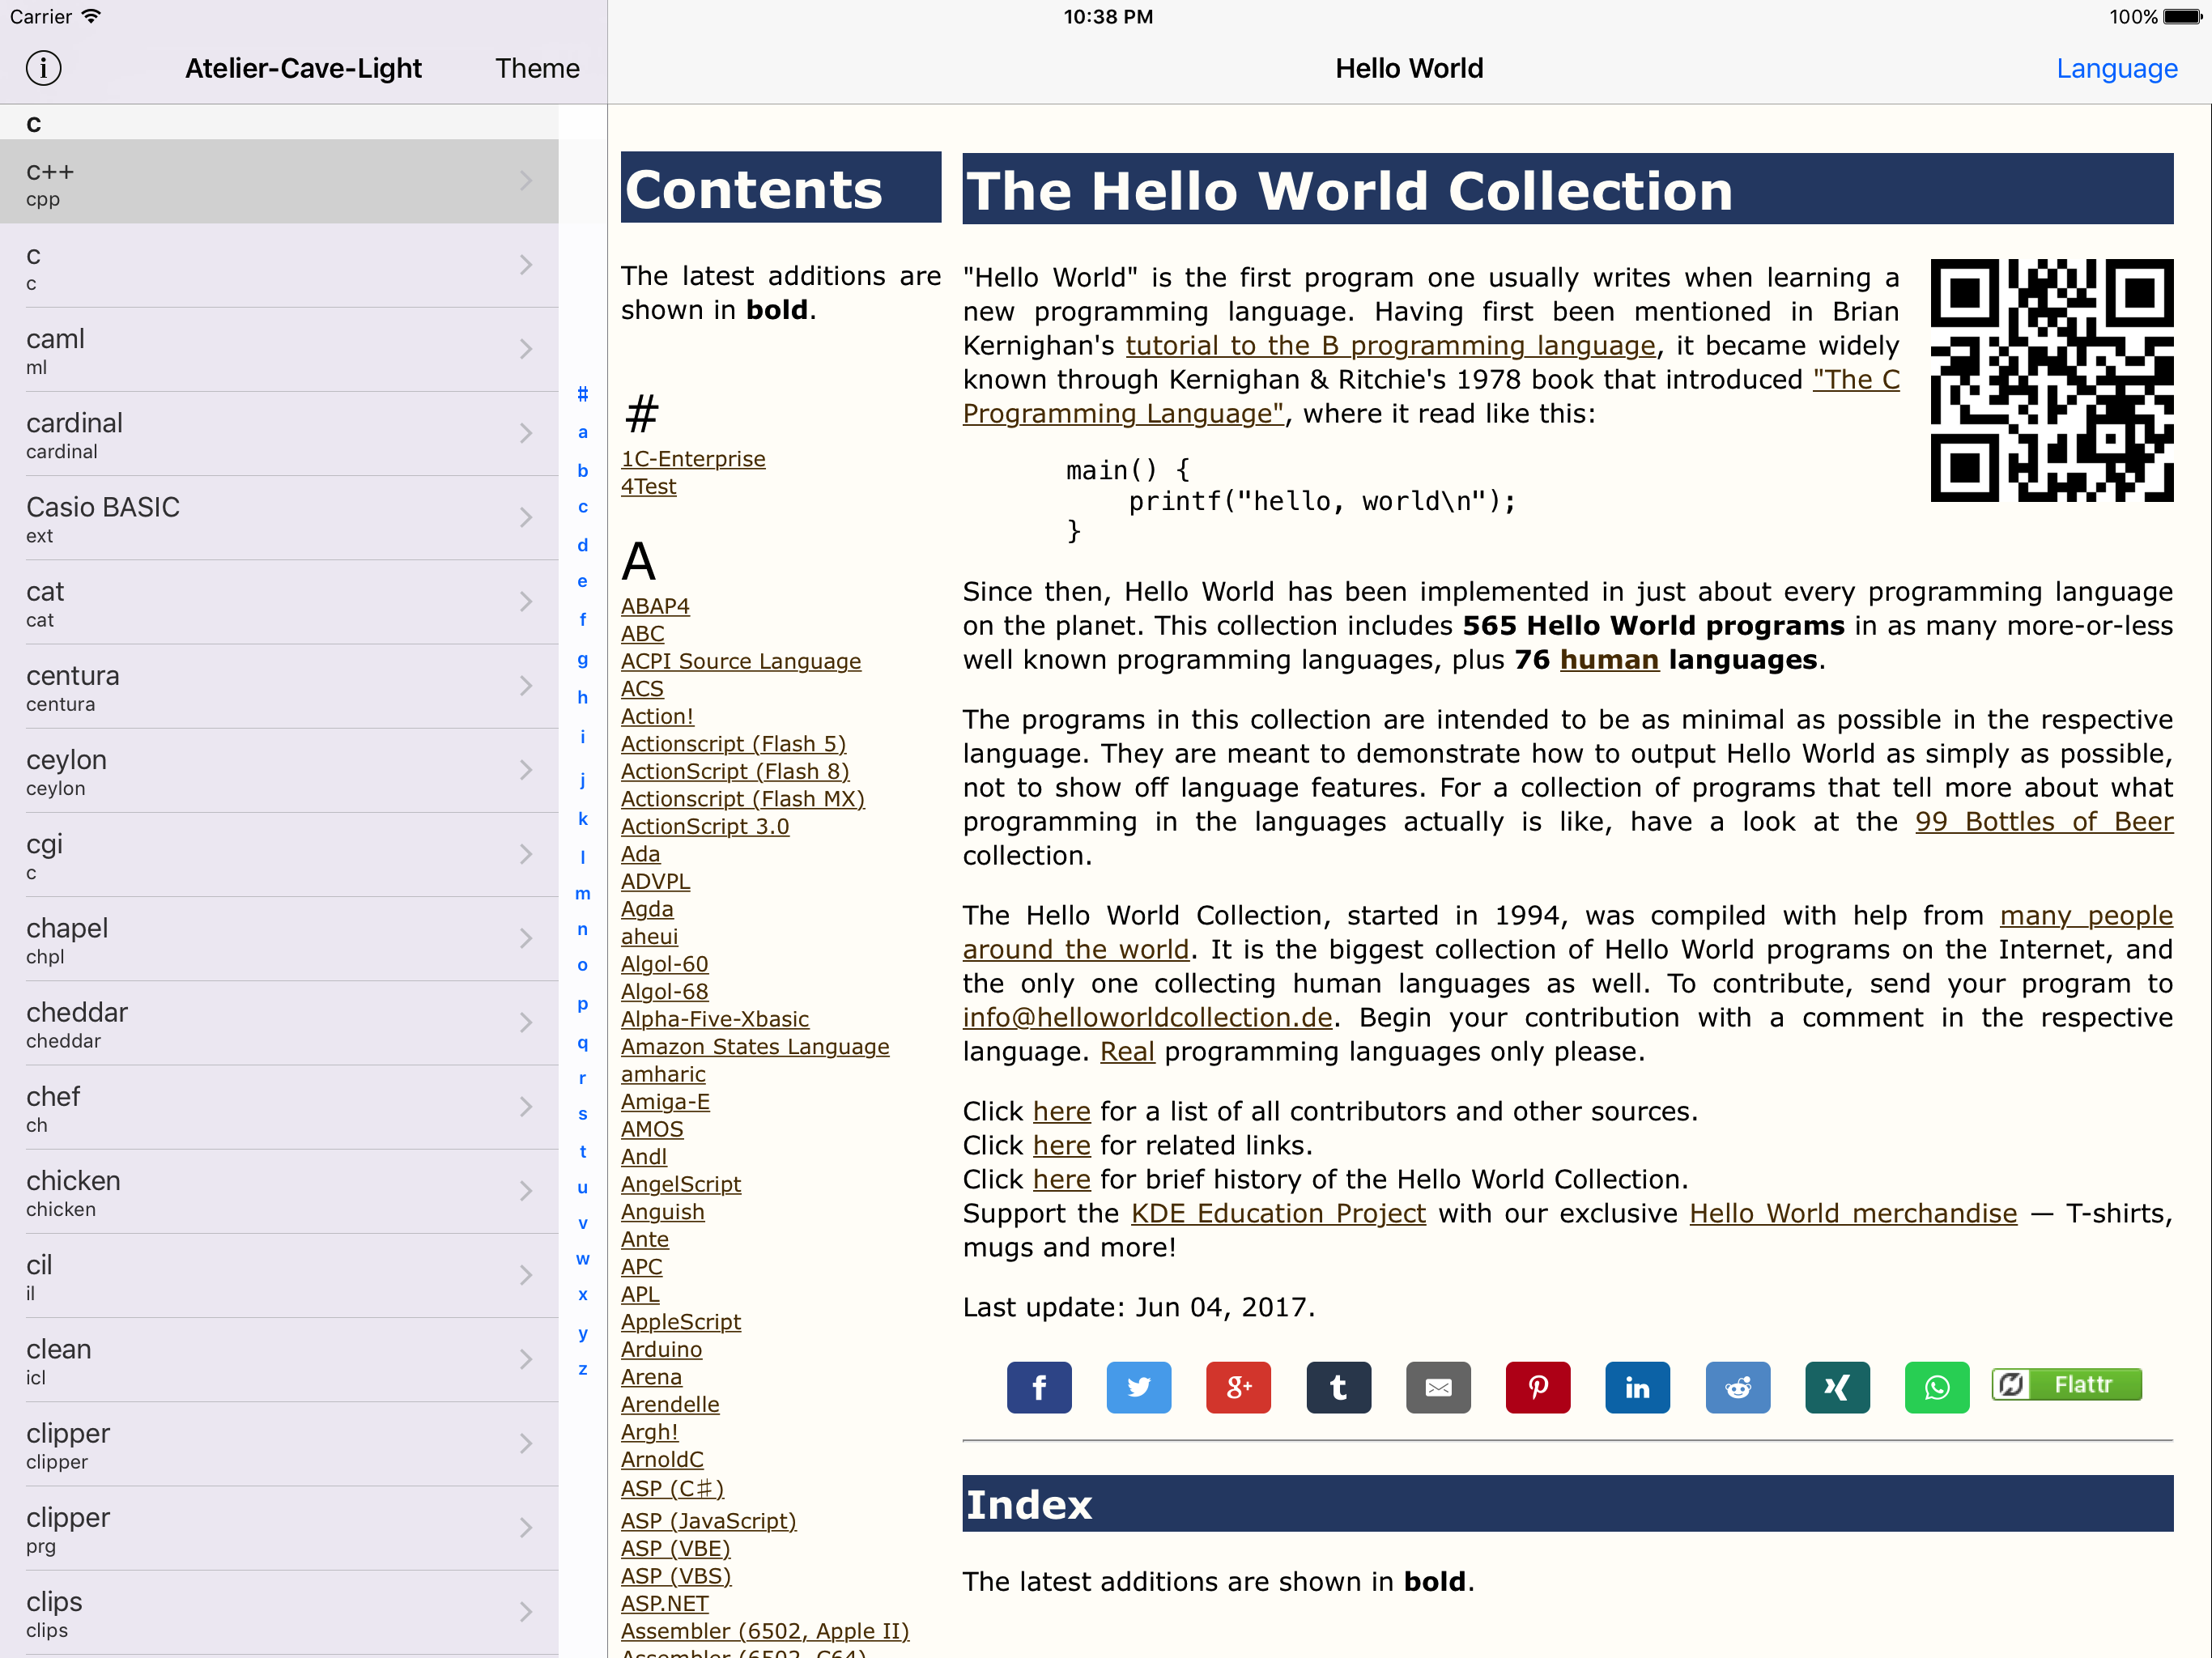 Carrier
10:38 PM
100%
Atelier-Cave-Light
Theme
Hello World
Language
c
c++
cpp
c
c
caml
ml
cardinal
cardinal
Casio BASIC
ext
cat
cat
centura
centura
ceylon
ceylon
cgi
c
chapel
chpl
cheddar
cheddar
chef
ch
chicken
chicken
cil
il
clean
icl
clipper
clipper
clipper
prg
clips
clips
#
a
b
c
d
e
f
g
h
i
j
k
l
m
n
o
p
q
r
s
t
u
v
w
x
y
z
Contents
The latest additions are
shown in bold.
#
1C-Enterprise
4Test
A
ABAP4
ABC
ACPI Source Language
ACS
Action!
Actionscript (Flash 5)
ActionScript (Flash 8)
Actionscript (Flash MX)
ActionScript 3.0
Ada
ADVPL
Agda
aheui
Algol-60
Algol-68
Alpha-Five-Xbasic
Amazon States Language
amharic
Amiga-E
AMOS
Andl
AngelScript
Anguish
Ante
APC
APL
AppleScript
Arduino
Arena
Arendelle
Argh!
ArnoldC
ASP (C♯)
ASP (JavaScript)
ASP (VBE)
ASP (VBS)
ASP.NET
Assembler (6502, Apple II)
Assembler (6502, C64)
The Hello World Collection
"Hello World" is the first program one usually writes when learning a
new programming language. Having first been mentioned in Brian
Kernighan's tutorial to the B programming language, it became widely
known through Kernighan & Ritchie's 1978 book that introduced "The C
Programming Language", where it read like this:
main() {
    printf("hello, world\n");
}
Since then, Hello World has been implemented in just about every programming language
on the planet. This collection includes 565 Hello World programs in as many more-or-less
well known programming languages, plus 76 human languages.
The programs in this collection are intended to be as minimal as possible in the respective
language. They are meant to demonstrate how to output Hello World as simply as possible,
not to show off language features. For a collection of programs that tell more about what
programming in the languages actually is like, have a look at the 99 Bottles of Beer
collection.
The Hello World Collection, started in 1994, was compiled with help from many people
around the world. It is the biggest collection of Hello World programs on the Internet, and
the only one collecting human languages as well. To contribute, send your program to
info@helloworldcollection.de. Begin your contribution with a comment in the respective
language. Real programming languages only please.
Click here for a list of all contributors and other sources.
Click here for related links.
Click here for brief history of the Hello World Collection.
Support the KDE Education Project with our exclusive Hello World merchandise — T-shirts,
mugs and more!
Last update: Jun 04, 2017.
Flattr
Index
The latest additions are shown in bold.